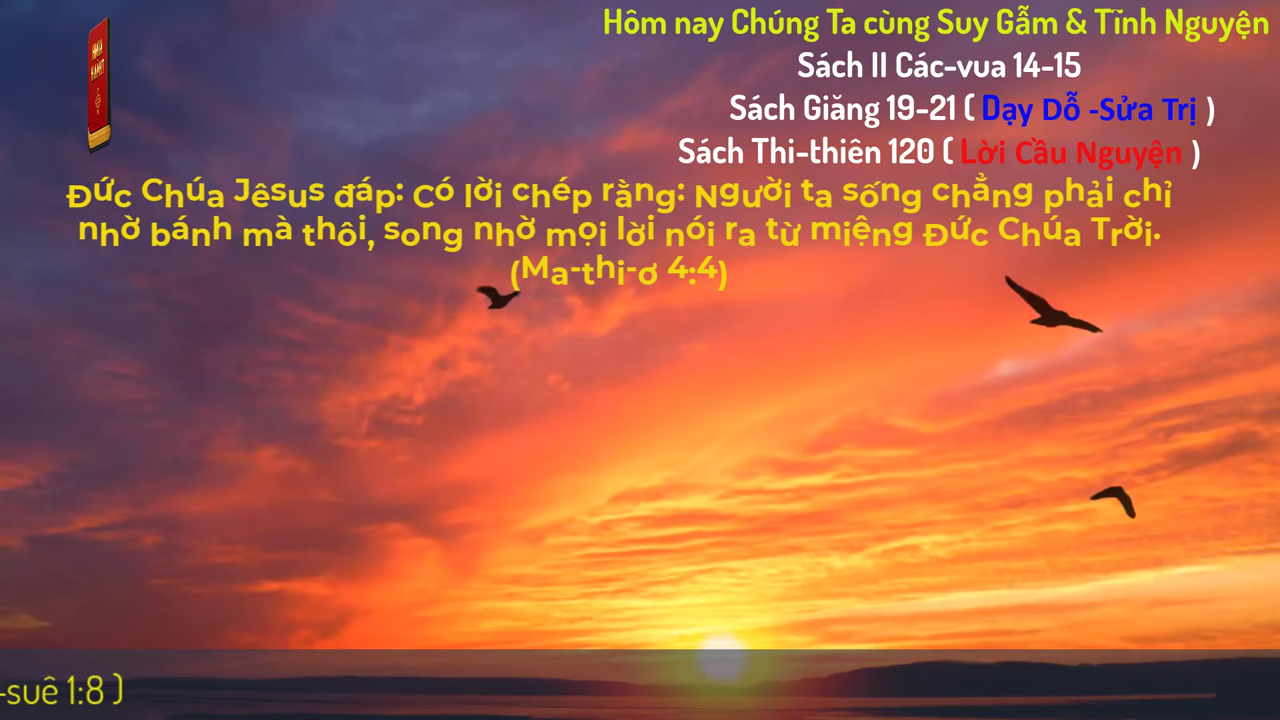 Hôm nay Chúng Ta cùng Suy Gẫm & Tĩnh Nguyện
Sách II Các-vua 14-15
Sách Giăng 19-21 ( Dạy Dỗ -Sửa Trị )
Sách Thi-thiên 120 ( Lời Cầu Nguyện )
Đức Chúa Jêsus đáp: Có lời chép rằng: Người ta sống chẳng phải chỉ
nhờ bánh mà thôi, song nhờ mọi lời nói ra từ miệng Đức Chúa Trời.
(Ma-thi-ơ 4:4)
-suê 1:8 )